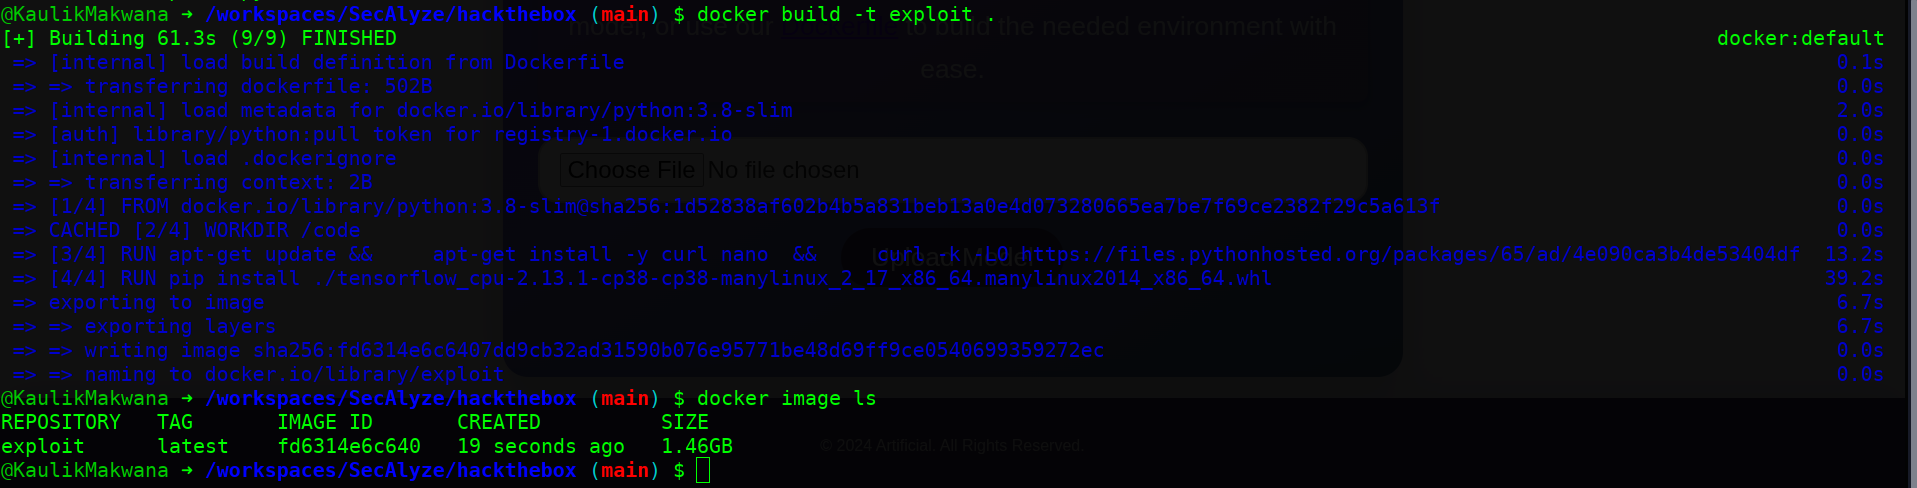 @KaulikMakwana ➜ /workspaces/SecAlyze/hackthebox (main) $ docker build -t exploit .
[+] Building 61.3s (9/9) FINISHED docker:default
=> [internal] load build definition from Dockerfile 0.1s
=> => transferring dockerfile: 502B 0.0s
=> [internal] load metadata for docker.io/library/python:3.8-slim 2.0s
=> [auth] library/python:pull token for registry-1.docker.io 0.0s
=> [internal] load .dockerignore 0.0s
=> => transferring context: 2B 0.0s
=> [1/4] FROM docker.io/library/python:3.8-slim@sha256:1d52838af602b4b5a831beb13a0e4d073280665ea7be7f69ce2382f29c5a613f 0.0s
=> CACHED [2/4] WORKDIR /code 0.0s
=> [3/4] RUN apt-get update && apt-get install -y curl nano && curl -k -LO https://files.pythonhosted.org/packages/65/ad/4e090ca3b4de53404df 13.2s
=> [4/4] RUN pip install ./tensorflow_cpu-2.13.1-cp38-cp38-manylinux_2_17_x86_64.manylinux2014_x86_64.whl 39.2s
=> exporting to image 6.7s
=> => exporting layers 6.7s
=> => writing image sha256:fd6314e6c6407dd9cb32ad31590b076e95771be48d69ff9ce0540699359272ec 0.0s
=> => naming to docker.io/library/exploit 0.0s
@KaulikMakwana ➜ /workspaces/SecAlyze/hackthebox (main) $ docker image ls
REPOSITORY TAG IMAGE ID CREATED SIZE
exploit latest fd6314e6c640 19 seconds ago 1.46GB
@KaulikMakwana ➜ /workspaces/SecAlyze/hackthebox (main) $
model, or use our to build the needed environment with
ease.
Choose File No file chosen
Upload Model
© 2024 Artificial. All Rights Reserved.